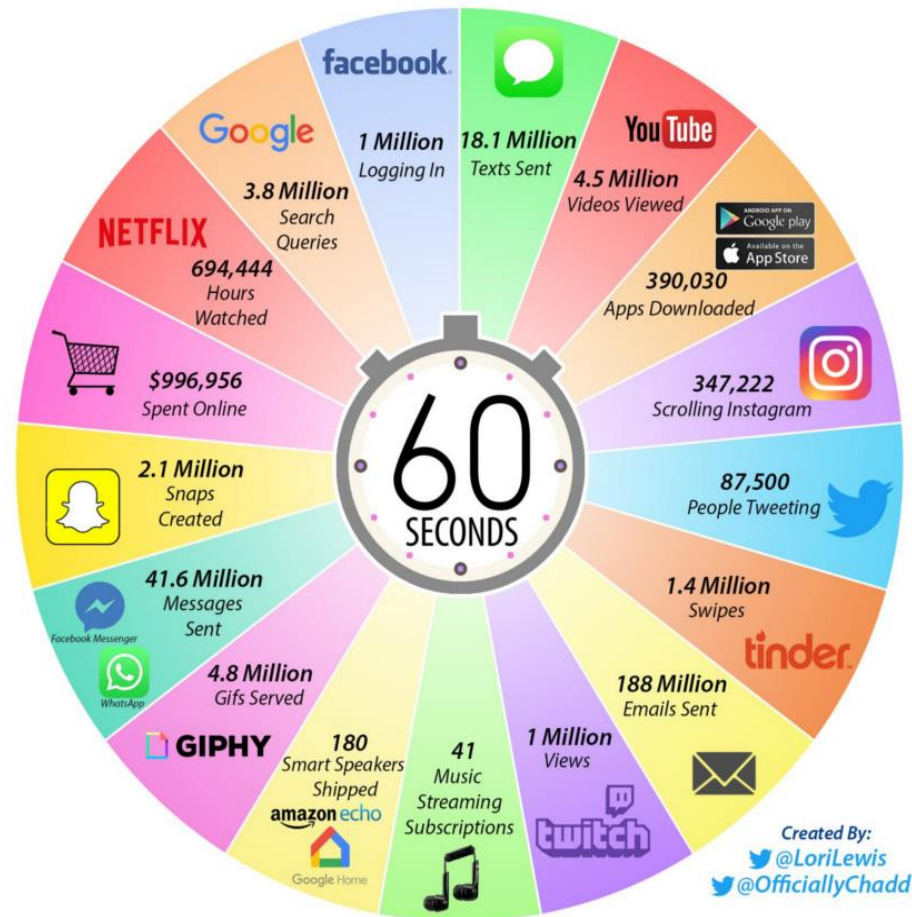 facebook.
1 Million
Logging In
18.1 Million
Texts Sent
YouTube
4.5 Million
Videos Viewed
ANDROID APP ON
Google play
Available on the
App Store
390,030
Apps Downloaded
347,222
Scrolling Instagram
87,500
People Tweeting
1.4 Million
Swipes
tinder.
188 Million
Emails Sent
1 Million
Views
twitch
41
Music
Streaming
Subscriptions
180
Smart Speakers
Shipped
amazon echo
Google Home
4.8 Million
Gifs Served
GIPHY
41.6 Million
Messages
Sent
Facebook Messenger
WhatsApp
2.1 Million
Snaps
Created
$996,956
Spent Online
NETFLIX
694,444
Hours
Watched
Google
3.8 Million
Search
Queries
60
SECONDS
Created By:
@LoriLewis
@OfficiallyChadd